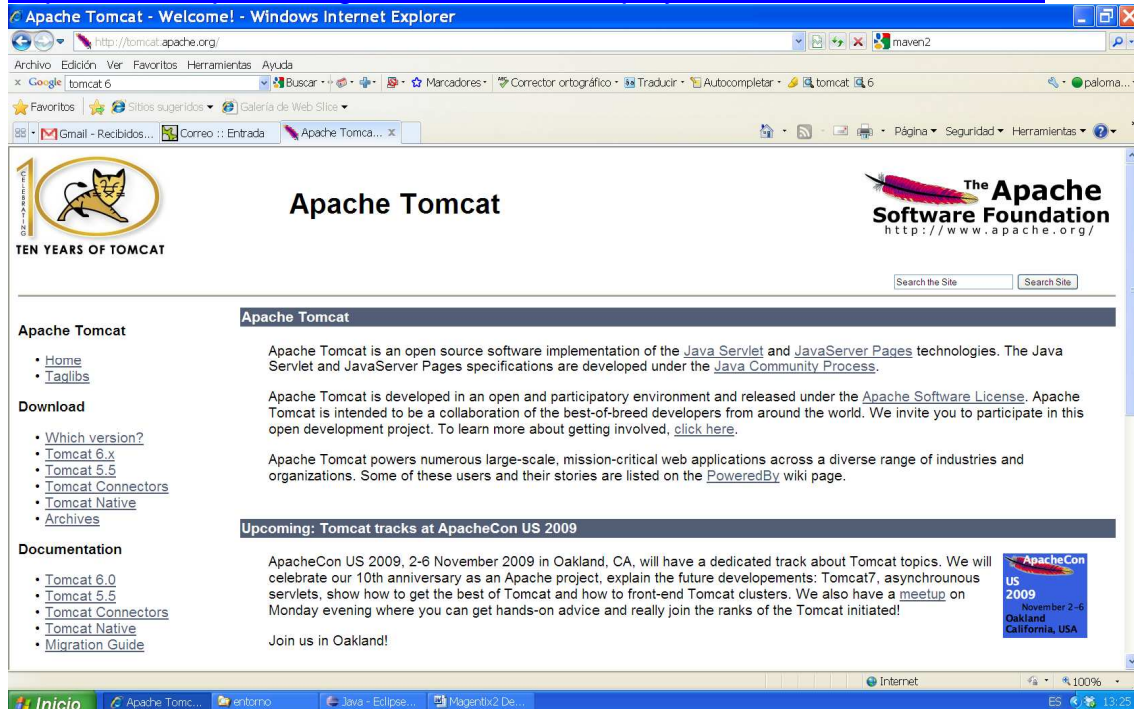 Apache Tomcat - Welcome! - Windows Internet Explorer
http://tomcat.apache.org/
maven2
Archivo Edición Ver Favoritos Herramientas Ayuda
x Google tomcat 6 Buscar Marcadores Corrector ortográfico Traducir Autocompletar tomcat 6 paloma...
Favoritos Sitios sugeridos Galería de Web Slice
Gmail - Recibidos... Correo :: Entrada Apache Tomca... x Página Seguridad Herramientas
CELEBRATING
10
TEN YEARS OF TOMCAT
Apache Tomcat
The Apache
Software Foundation
http://www.apache.org/
Search the Site Search Site
Apache Tomcat
• Home
• Taglibs
Download
• Which version?
• Tomcat 6.x
• Tomcat 5.5
• Tomcat Connectors
• Tomcat Native
• Archives
Documentation
• Tomcat 6.0
• Tomcat 5.5
• Tomcat Connectors
• Tomcat Native
• Migration Guide
Apache Tomcat
Apache Tomcat is an open source software implementation of the Java Servlet and JavaServer Pages technologies. The Java
Servlet and JavaServer Pages specifications are developed under the Java Community Process.
Apache Tomcat is developed in an open and participatory environment and released under the Apache Software License. Apache
Tomcat is intended to be a collaboration of the best-of-breed developers from around the world. We invite you to participate in this
open development project. To learn more about getting involved, click here.
Apache Tomcat powers numerous large-scale, mission-critical web applications across a diverse range of industries and
organizations. Some of these users and their stories are listed on the PoweredBy wiki page.
Upcoming: Tomcat tracks at ApacheCon US 2009
ApacheCon US 2009, 2-6 November 2009 in Oakland, CA, will have a dedicated track about Tomcat topics. We will
celebrate our 10th anniversary as an Apache project, explain the future developements: Tomcat7, asynchrounous
servlets, show how to get the best of Tomcat and how to front-end Tomcat clusters. We also have a meetup on
Monday evening where you can get hands-on advice and really join the ranks of the Tomcat initiated!
Join us in Oakland!
ApacheCon
US
2009
November 2-6
Oakland
California, USA
Internet 100%
Inicio Apache Tomc... entorno Java - Eclipse... Magentix2 De... ES 13:25